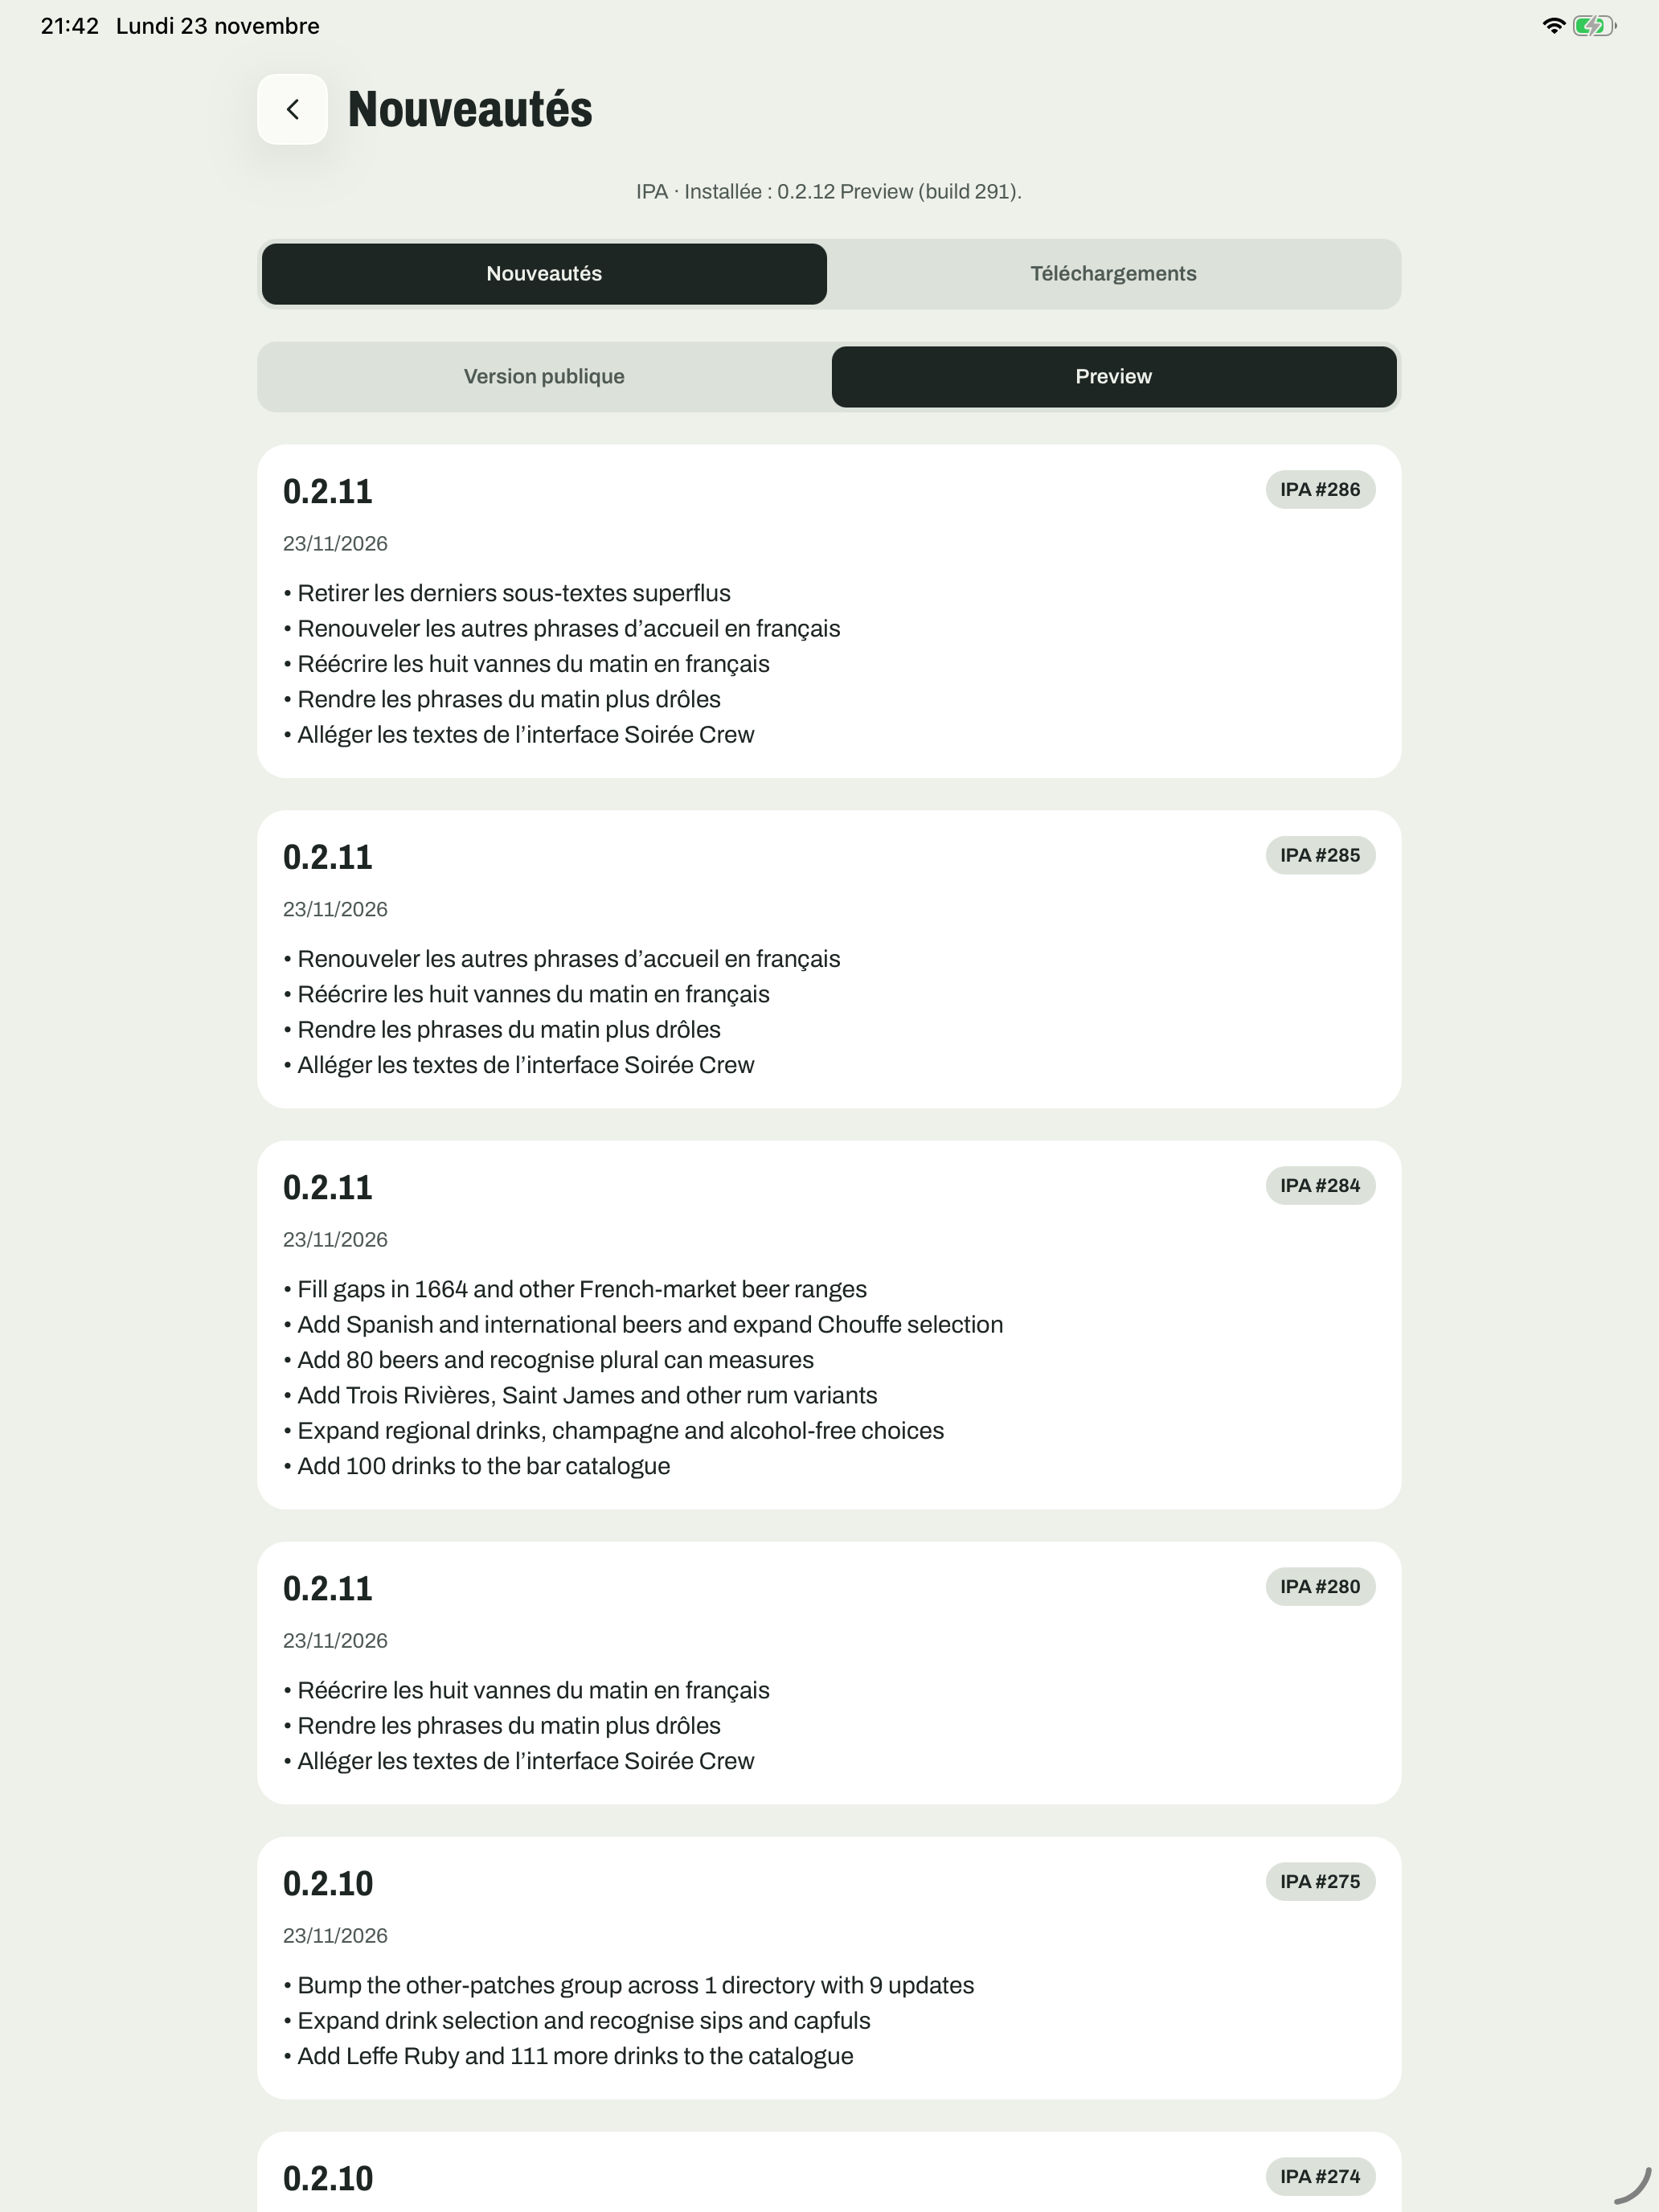 21:42 Lundi 23 novembre
Nouveautés
IPA · Installée : 0.2.12 Preview (build 291).
Nouveautés
Téléchargements
Version publique
Preview
0.2.11
IPA #286
23/11/2026
• Retirer les derniers sous-textes superflus
• Renouveler les autres phrases d’accueil en français
• Réécrire les huit vannes du matin en français
• Rendre les phrases du matin plus drôles
• Alléger les textes de l’interface Soirée Crew
0.2.11
IPA #285
23/11/2026
• Renouveler les autres phrases d’accueil en français
• Réécrire les huit vannes du matin en français
• Rendre les phrases du matin plus drôles
• Alléger les textes de l’interface Soirée Crew
0.2.11
IPA #284
23/11/2026
• Fill gaps in 1664 and other French-market beer ranges
• Add Spanish and international beers and expand Chouffe selection
• Add 80 beers and recognise plural can measures
• Add Trois Rivières, Saint James and other rum variants
• Expand regional drinks, champagne and alcohol-free choices
• Add 100 drinks to the bar catalogue
0.2.11
IPA #280
23/11/2026
• Réécrire les huit vannes du matin en français
• Rendre les phrases du matin plus drôles
• Alléger les textes de l’interface Soirée Crew
0.2.10
IPA #275
23/11/2026
• Bump the other-patches group across 1 directory with 9 updates
• Expand drink selection and recognise sips and capfuls
• Add Leffe Ruby and 111 more drinks to the catalogue
0.2.10
IPA #274